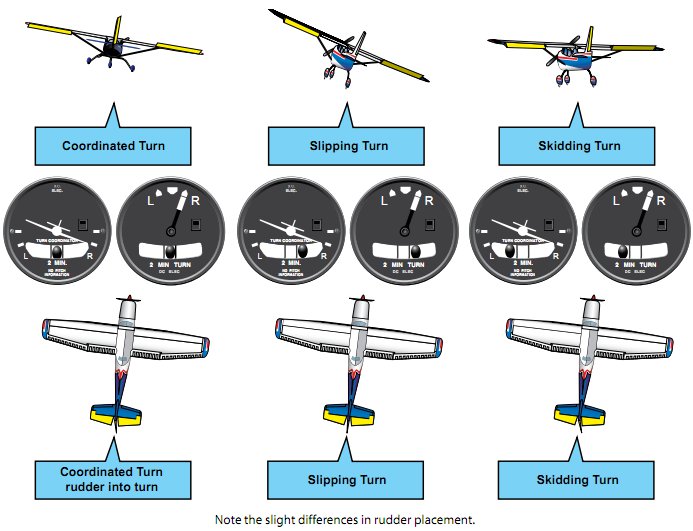 Coordinated Turn
Slipping Turn
Skidding Turn
D.C.
ELEC.
L R
TURN COORDINATOR
L R
2 MIN.
NO PITCH
INFORMATION
2 MIN TURN
DC ELEC
D.C.
ELEC.
L R
TURN COORDINATOR
L R
2 MIN.
NO PITCH
INFORMATION
2 MIN TURN
DC ELEC
D.C.
ELEC.
L R
TURN COORDINATOR
L R
2 MIN.
NO PITCH
INFORMATION
2 MIN TURN
DC ELEC
Coordinated Turn
rudder into turn
Slipping Turn
Skidding Turn
Note the slight differences in rudder placement.